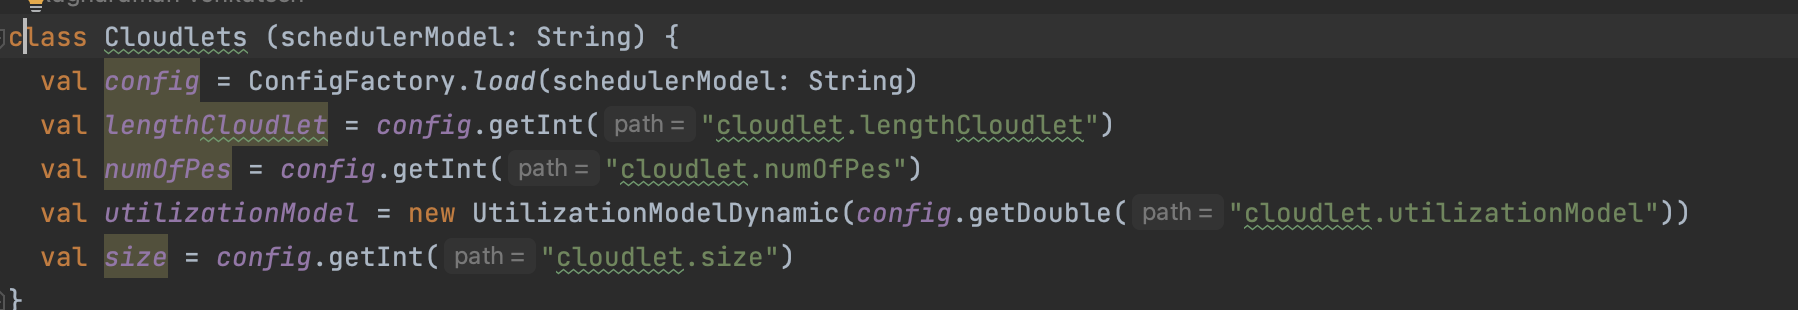 class Cloudlets (schedulerModel: String) {
val config = ConfigFactory.load(schedulerModel: String)
val lengthCloudlet = config.getInt( path = "cloudlet.lengthCloudlet")
val numOfPes = config.getInt( path = "cloudlet.numOfPes")
val utilizationModel = new UtilizationModelDynamic(config.getDouble( path = "cloudlet.utilizationModel"))
val size = config.getInt( path = "cloudlet.size")
}